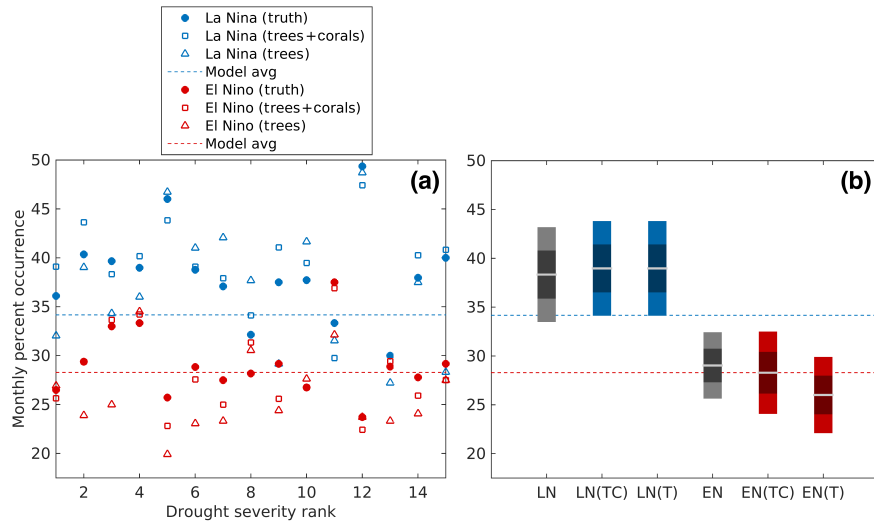 La Nina (truth)
La Nina (trees+corals)
La Nina (trees)
Model avg
El Nino (truth)
El Nino (trees+corals)
El Nino (trees)
Model avg
(a)
(b)
50
45
40
35
30
25
20
Monthly percent occurrence
2 4 6 8 10 12 14
Drought severity rank
50
45
40
35
30
25
20
LN LN(TC) LN(T) EN EN(TC) EN(T)